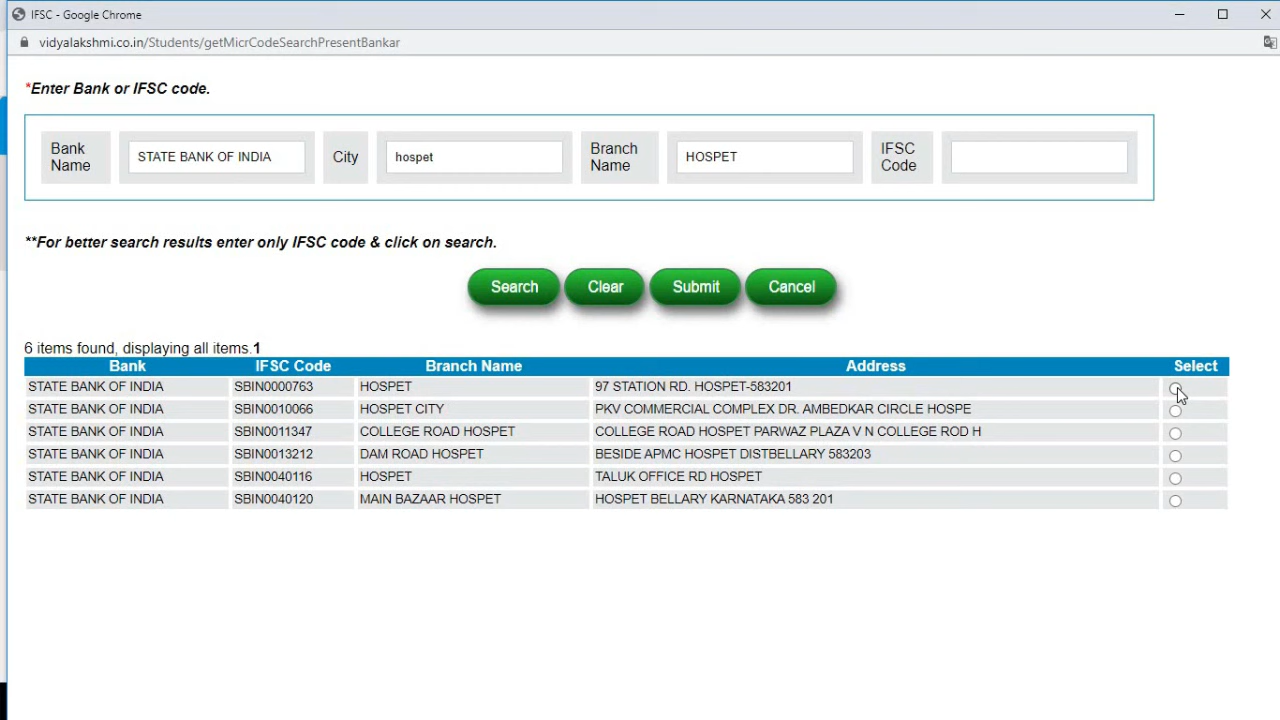 IFSC - Google Chrome
vidyalakshmi.co.in/Students/getMicrCodeSearchPresentBankar
*Enter Bank or IFSC code.
Bank Name STATE BANK OF INDIA City hospet Branch Name HOSPET IFSC Code
**For better search results enter only IFSC code & click on search.
Search Clear Submit Cancel
6 items found, displaying all items.1
Bank IFSC Code Branch Name Address Select
STATE BANK OF INDIA SBIN0000763 HOSPET 97 STATION RD. HOSPET-583201
STATE BANK OF INDIA SBIN0010066 HOSPET CITY PKV COMMERCIAL COMPLEX DR. AMBEDKAR CIRCLE HOSPE
STATE BANK OF INDIA SBIN0011347 COLLEGE ROAD HOSPET COLLEGE ROAD HOSPET PARWAZ PLAZA V N COLLEGE ROD H
STATE BANK OF INDIA SBIN0013212 DAM ROAD HOSPET BESIDE APMC HOSPET DISTBELLARY 583203
STATE BANK OF INDIA SBIN0040116 HOSPET TALUK OFFICE RD HOSPET
STATE BANK OF INDIA SBIN0040120 MAIN BAZAAR HOSPET HOSPET BELLARY KARNATAKA 583 201